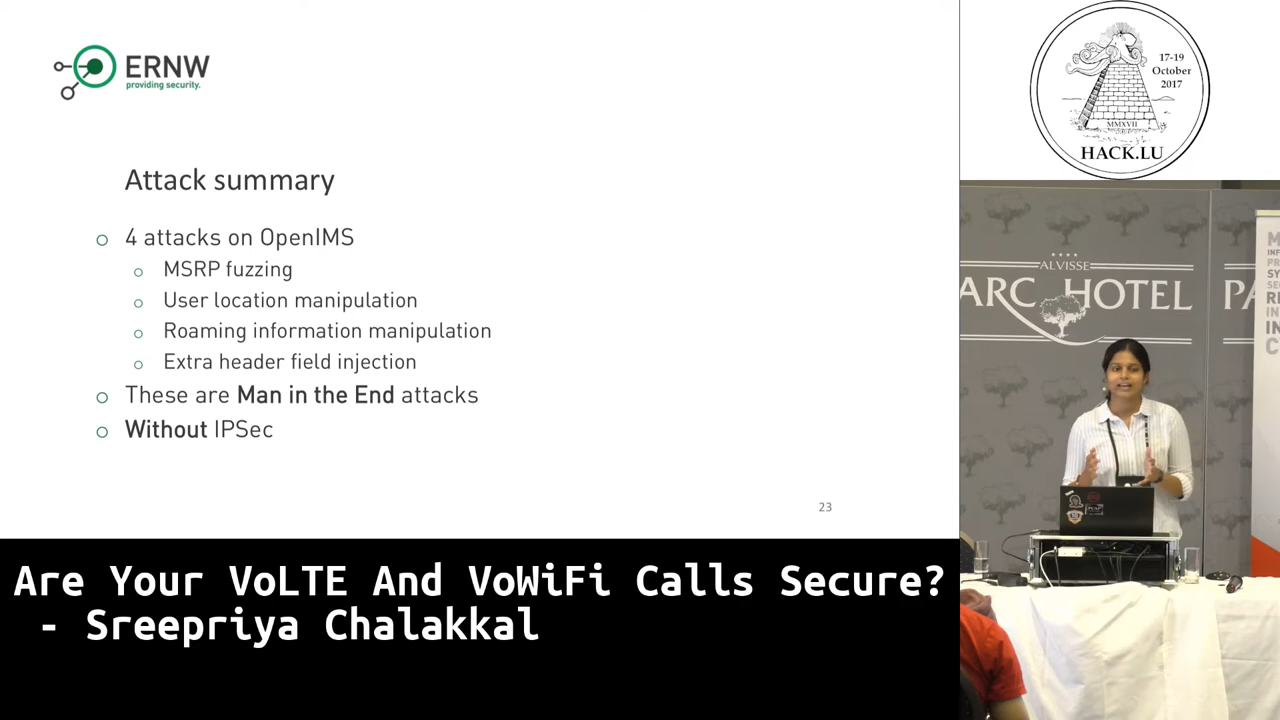 ERNW
providing security.
Attack summary
4 attacks on OpenIMS
MSRP fuzzing
User location manipulation
Roaming information manipulation
Extra header field injection
These are Man in the End attacks
Without IPSec
23
17-19
October
2017
MMXVII
HACK.LU
ALVISSE
ARC HOTEL
PA
Are Your VoLTE And VoWiFi Calls Secure?
- Sreepriya Chalakkal